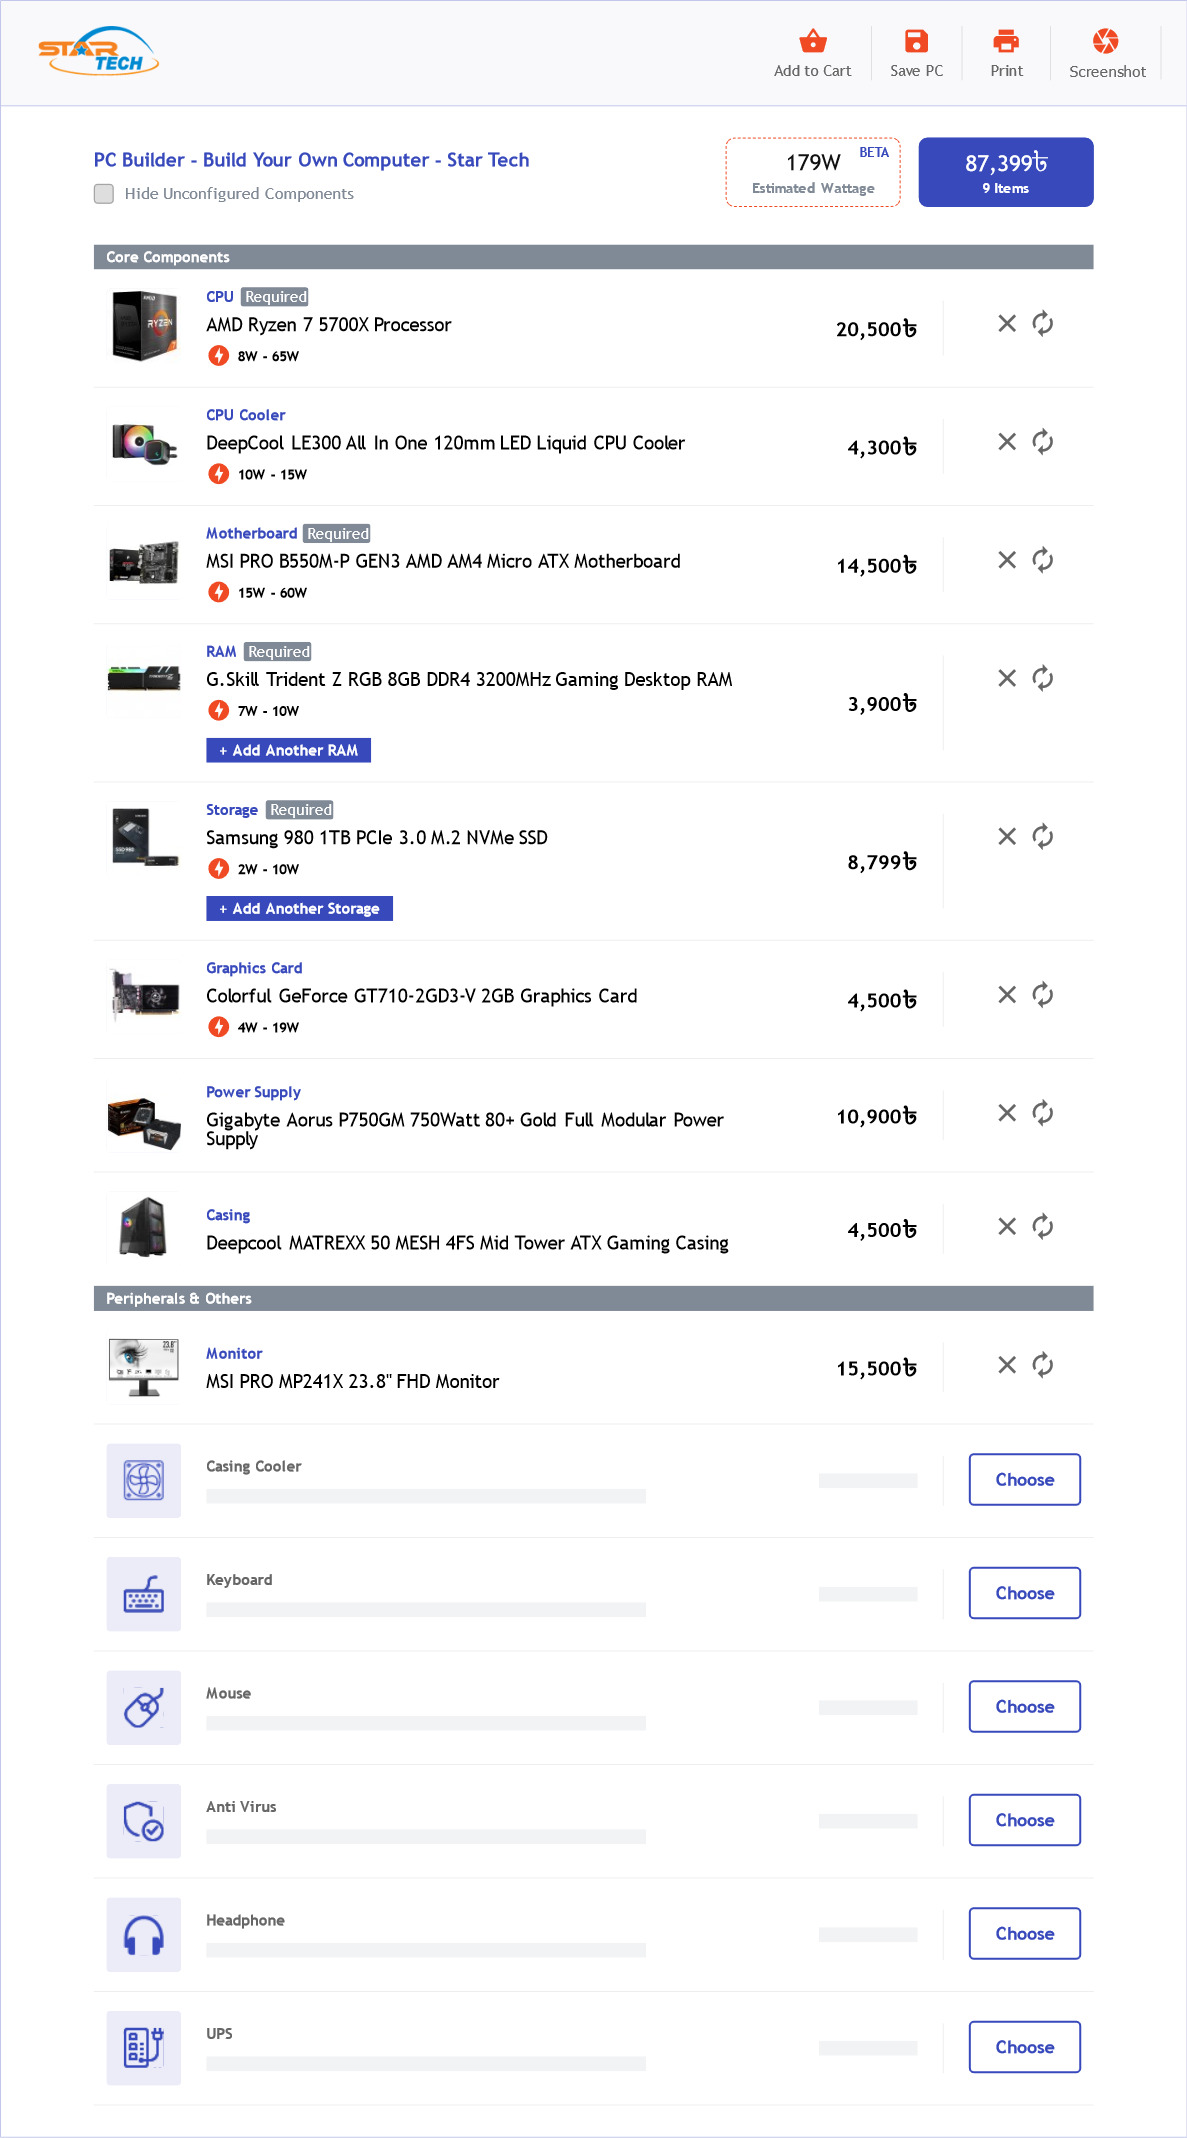 STAR
TECH
Add to Cart
Save PC
Print
Screenshot
PC Builder - Build Your Own Computer - Star Tech
Hide Unconfigured Components
179W
BETA
Estimated Wattage
87,399৳
9 Items
Core Components
CPU Required
AMD Ryzen 7 5700X Processor
8W - 65W
20,500৳
CPU Cooler
DeepCool LE300 All In One 120mm LED Liquid CPU Cooler
10W - 15W
4,300৳
Motherboard Required
MSI PRO B550M-P GEN3 AMD AM4 Micro ATX Motherboard
15W - 60W
14,500৳
RAM Required
G.Skill Trident Z RGB 8GB DDR4 3200MHz Gaming Desktop RAM
7W - 10W
3,900৳
+ Add Another RAM
Storage Required
Samsung 980 1TB PCIe 3.0 M.2 NVMe SSD
2W - 10W
8,799৳
+ Add Another Storage
Graphics Card
Colorful GeForce GT710-2GD3-V 2GB Graphics Card
4W - 19W
4,500৳
Power Supply
Gigabyte Aorus P750GM 750Watt 80+ Gold Full Modular Power
Supply
10,900৳
Casing
Deepcool MATREXX 50 MESH 4FS Mid Tower ATX Gaming Casing
4,500৳
Peripherals & Others
23.8"
Monitor
MSI PRO MP241X 23.8" FHD Monitor
15,500৳
Casing Cooler
Choose
Keyboard
Choose
Mouse
Choose
Anti Virus
Choose
Headphone
Choose
UPS
Choose